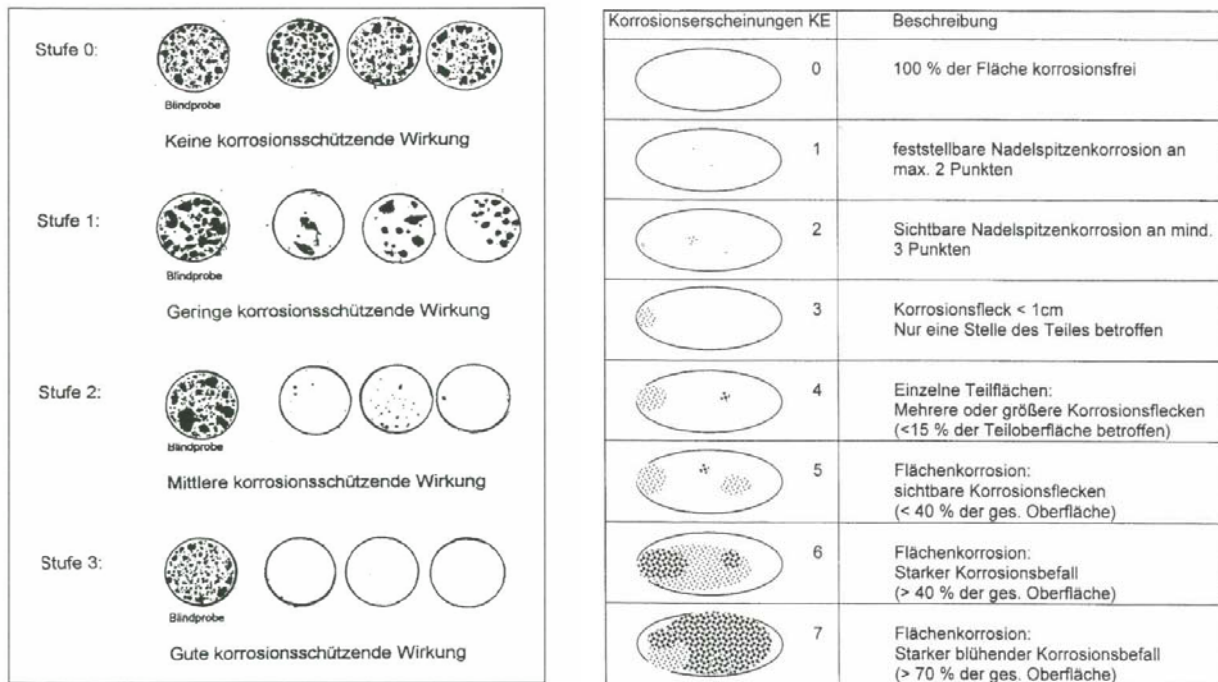 Stufe 0:
Blindprobe
Keine korrosionsschützende Wirkung
Stufe 1:
Blindprobe
Geringe korrosionsschützende Wirkung
Stufe 2:
Blindprobe
Mittlere korrosionsschützende Wirkung
Stufe 3:
Blindprobe
Gute korrosionsschützende Wirkung
Korrosionserscheinungen KE Beschreibung
0 100 % der Fläche korrosionsfrei
1 feststellbare Nadelspitzenkorrosion an
max. 2 Punkten
2 Sichtbare Nadelspitzenkorrosion an mind.
3 Punkten
3 Korrosionsfleck < 1cm
Nur eine Stelle des Teiles betroffen
4 Einzelne Teilflächen:
Mehrere oder größere Korrosionsflecken
(<15 % der Teiloberfläche betroffen)
5 Flächenkorrosion:
sichtbare Korrosionsflecken
(< 40 % der ges. Oberfläche)
6 Flächenkorrosion:
Starker Korrosionsbefall
(> 40 % der ges. Oberfläche)
7 Flächenkorrosion:
Starker blühender Korrosionsbefall
(> 70 % der ges. Oberfläche)